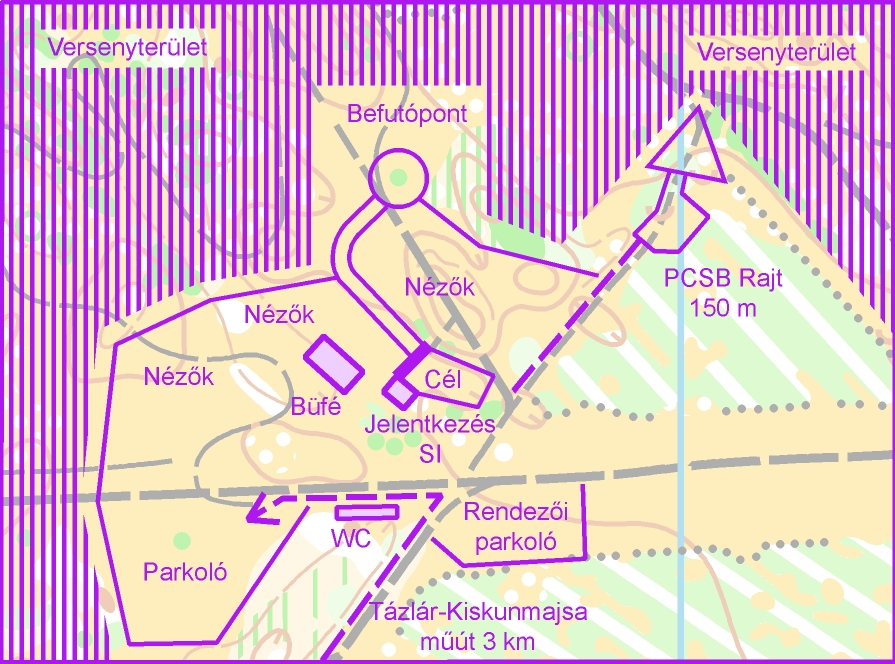 Versenyterület
Versenyterület
Befutópont
PCSB Rajt
150 m
Nézők
Nézők
Nézők
Büfé
Cél
Jelentkezés
SI
Rendezői
parkoló
WC
Parkoló
Tázlár-Kiskunmajsa
műút 3 km